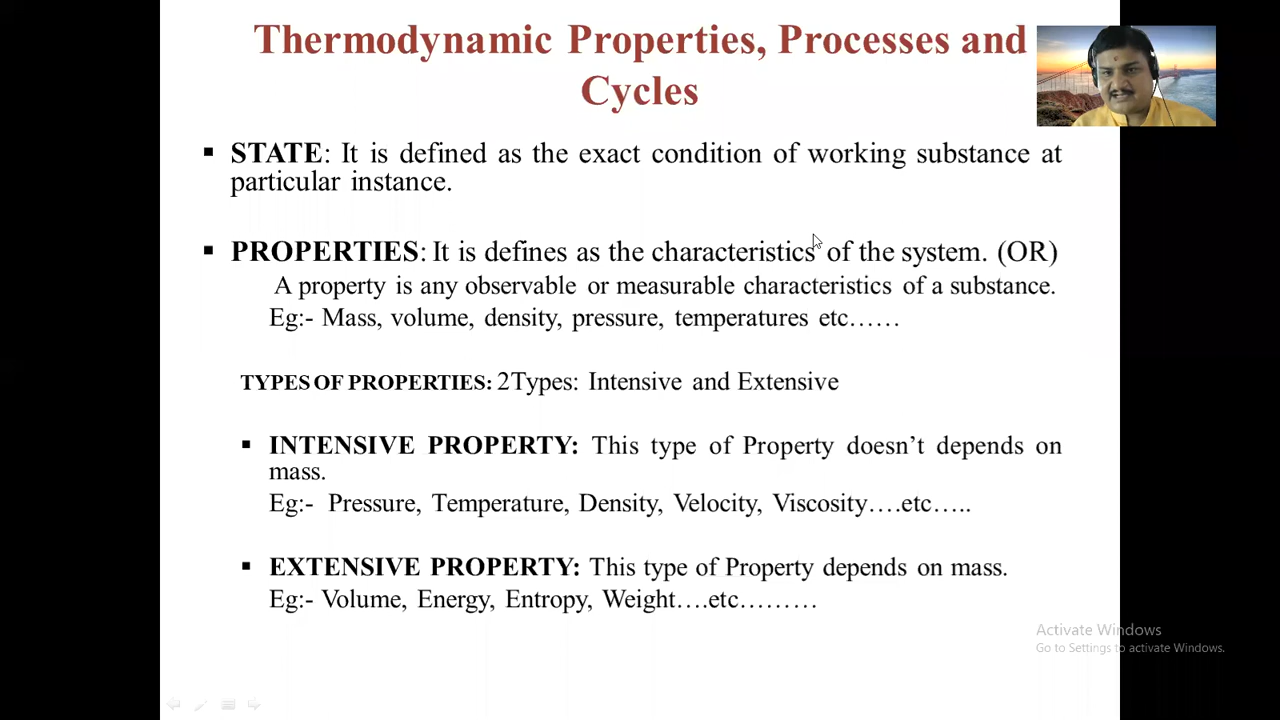 Thermodynamic Properties, Processes and
Cycles
▪ STATE: It is defined as the exact condition of working substance at
particular instance.
▪ PROPERTIES: It is defines as the characteristics of the system. (OR)
A property is any observable or measurable characteristics of a substance.
Eg:- Mass, volume, density, pressure, temperatures etc……
TYPES OF PROPERTIES: 2Types: Intensive and Extensive
▪ INTENSIVE PROPERTY: This type of Property doesn’t depends on
mass.
Eg:- Pressure, Temperature, Density, Velocity, Viscosity….etc…..
▪ EXTENSIVE PROPERTY: This type of Property depends on mass.
Eg:- Volume, Energy, Entropy, Weight….etc………
Activate Windows
Go to Settings to activate Windows.